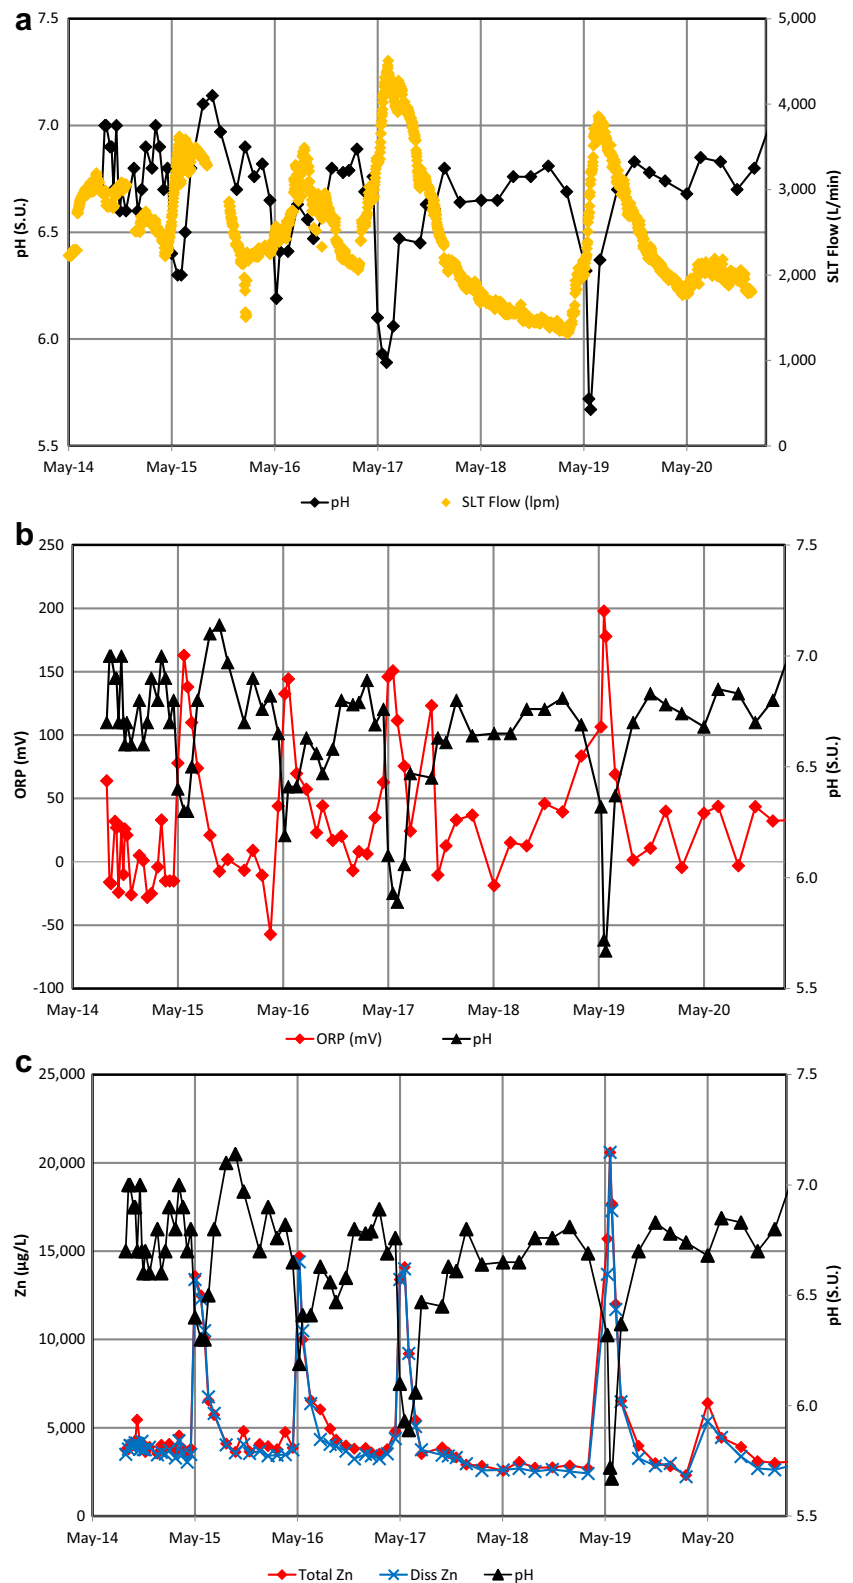 a
7.5
7.0
6.5
6.0
5.5
pH (S.U.)
5,000
4,000
3,000
2,000
1,000
0
SLT Flow (L/min)
May-14 May-15 May-16 May-17 May-18 May-19 May-20
pH SLT Flow (lpm)
b
250
200
150
100
50
0
-50
-100
ORP (mV)
7.5
7.0
6.5
6.0
5.5
pH (S.U.)
May-14 May-15 May-16 May-17 May-18 May-19 May-20
ORP (mV) pH
c
25,000
20,000
15,000
10,000
5,000
0
Zn (µg/L)
7.5
7.0
6.5
6.0
5.5
pH (S.U.)
May-14 May-15 May-16 May-17 May-18 May-19 May-20
Total Zn Diss Zn pH